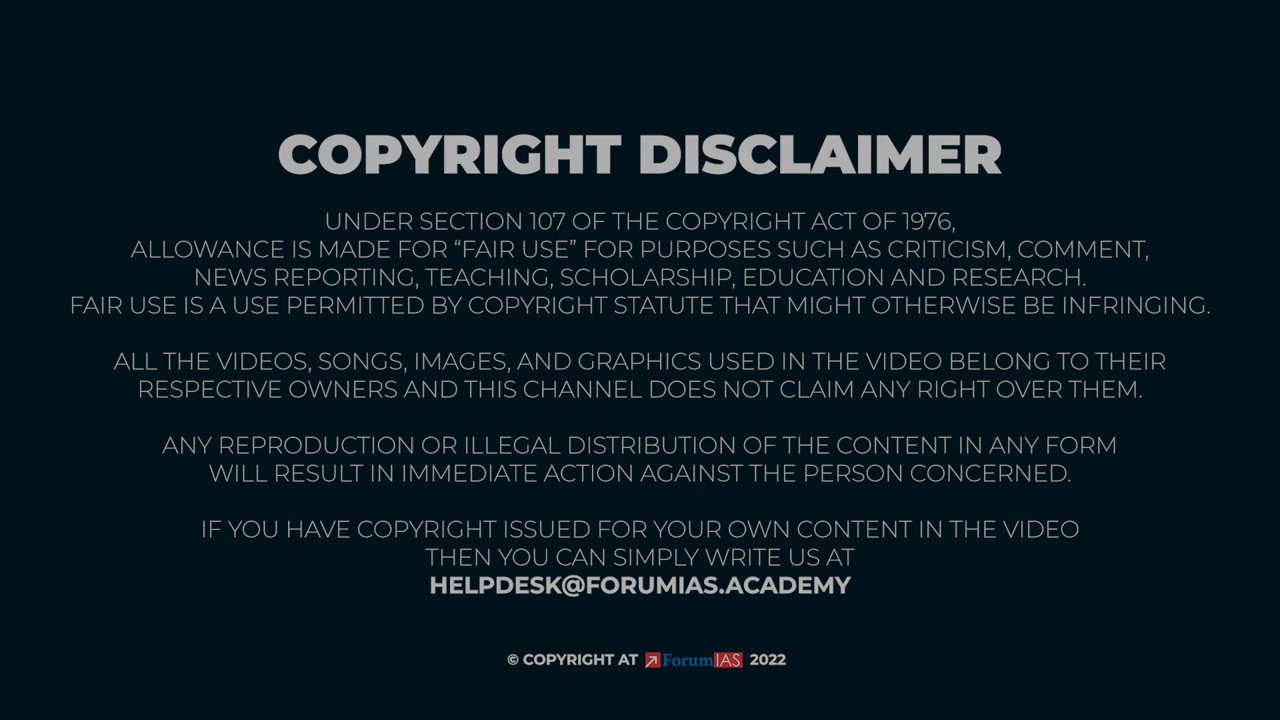 COPYRIGHT DISCLAIMER
UNDER SECTION 107 OF THE COPYRIGHT ACT OF 1976,
ALLOWANCE IS MADE FOR “FAIR USE” FOR PURPOSES SUCH AS CRITICISM, COMMENT,
NEWS REPORTING, TEACHING, SCHOLARSHIP, EDUCATION AND RESEARCH.
FAIR USE IS A USE PERMITTED BY COPYRIGHT STATUTE THAT MIGHT OTHERWISE BE INFRINGING.
ALL THE VIDEOS, SONGS, IMAGES, AND GRAPHICS USED IN THE VIDEO BELONG TO THEIR
RESPECTIVE OWNERS AND THIS CHANNEL DOES NOT CLAIM ANY RIGHT OVER THEM.
ANY REPRODUCTION OR ILLEGAL DISTRIBUTION OF THE CONTENT IN ANY FORM
WILL RESULT IN IMMEDIATE ACTION AGAINST THE PERSON CONCERNED.
IF YOU HAVE COPYRIGHT ISSUED FOR YOUR OWN CONTENT IN THE VIDEO
THEN YOU CAN SIMPLY WRITE US AT
HELPDESK@FORUMIAS.ACADEMY
© COPYRIGHT AT ForumIAS 2022